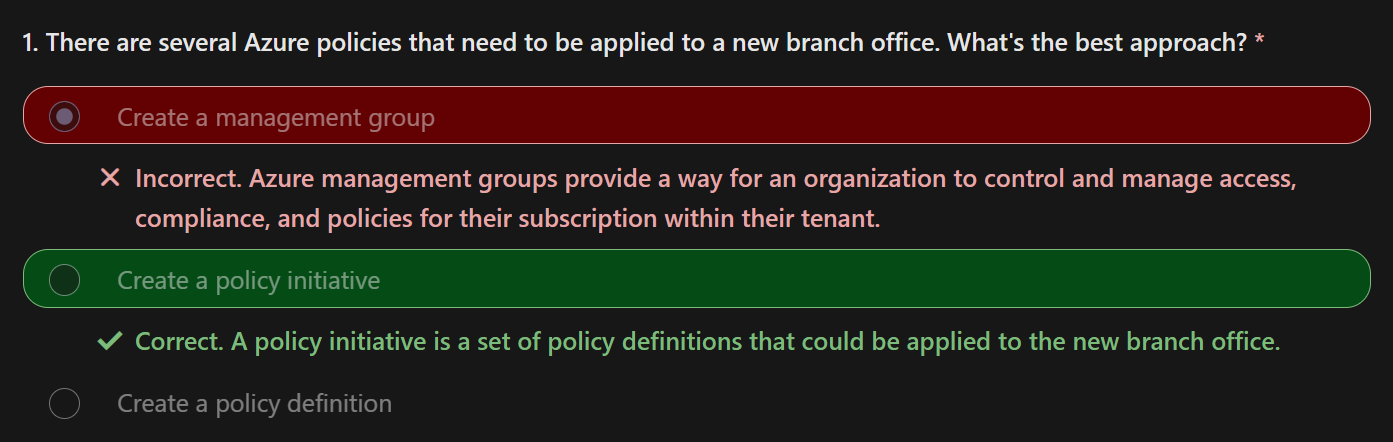 1. There are several Azure policies that need to be applied to a new branch office. What's the best approach? *
Create a management group
Incorrect. Azure management groups provide a way for an organization to control and manage access,
compliance, and policies for their subscription within their tenant.
Create a policy initiative
Correct. A policy initiative is a set of policy definitions that could be applied to the new branch office.
Create a policy definition